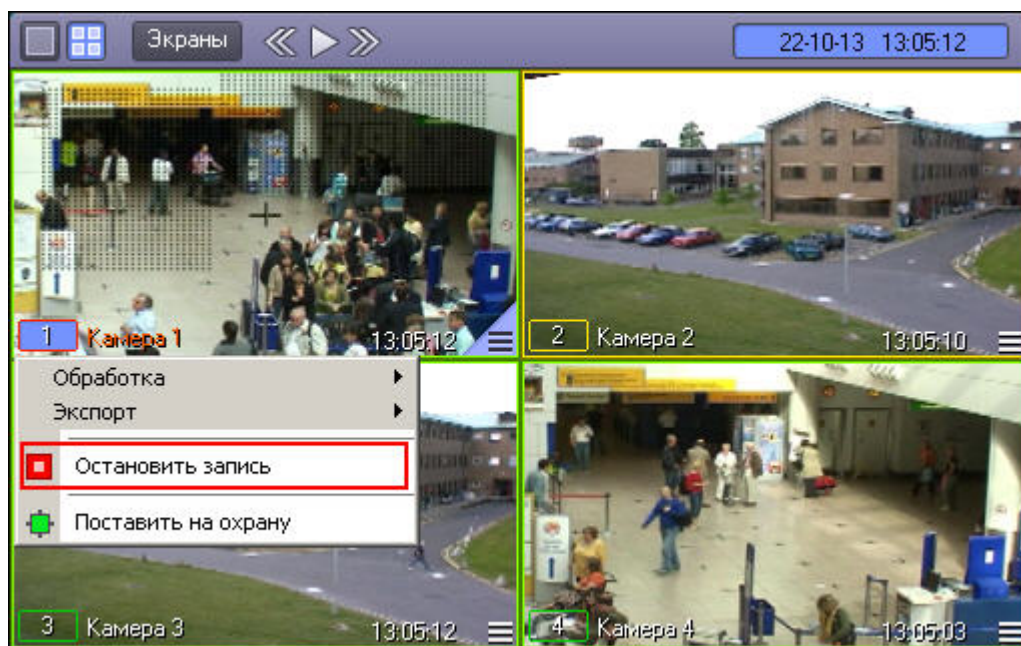 Экраны
22-10-13 13:05:12
1 Камера 1 13:05:12
2 Камера 2 13:05:10
Обработка
Экспорт
Остановить запись
Поставить на охрану
3 Камера 3 13:05:12
4 Камера 4 13:05:03